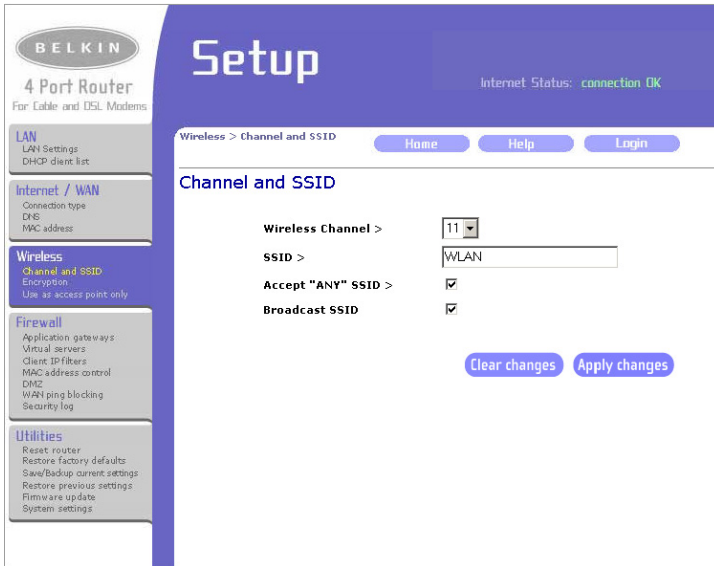 BELKIN
4 Port Router
For Cable and DSL Modems
Setup
Internet Status: connection OK
LAN
LAN Settings
DHCP client list
Internet / WAN
Connection type
DNS
MAC address
Wireless
Channel and SSID
Encryption
Use as access point only
Firewall
Application gateways
Virtual servers
Client IP filters
MAC address control
DMZ
WAN ping blocking
Security log
Utilities
Reset router
Restore factory defaults
Save/Backup current settings
Restore previous settings
Firmware update
System settings
Wireless > Channel and SSID
Home
Help
Login
Channel and SSID
Wireless Channel > 11
SSID > WLAN
Accept "ANY" SSID >
Broadcast SSID
Clear changes
Apply changes